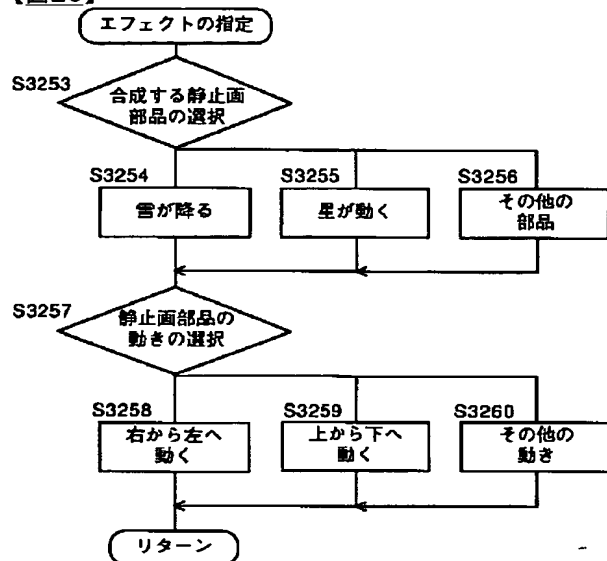 エフェクトの指定
S3253
合成する静止画
部品の選択
S3254
雪が降る
S3255
星が動く
S3256
その他の
部品
S3257
静止画部品の
動きの選択
S3258
右から左へ
動く
S3259
上から下へ
動く
S3260
その他の
動き
リターン